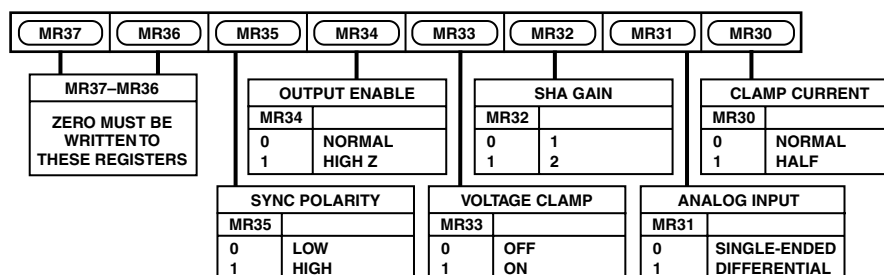 MR37 MR36 MR35 MR34 MR33 MR32 MR31 MR30
MR37–MR36
ZERO MUST BE
WRITTEN TO
THESE REGISTERS
OUTPUT ENABLE
MR34
0 NORMAL
1 HIGH Z
SHA GAIN
MR32
0 1
1 2
CLAMP CURRENT
MR30
0 NORMAL
1 HALF
SYNC POLARITY
MR35
0 LOW
1 HIGH
VOLTAGE CLAMP
MR33
0 OFF
1 ON
ANALOG INPUT
MR31
0 SINGLE-ENDED
1 DIFFERENTIAL